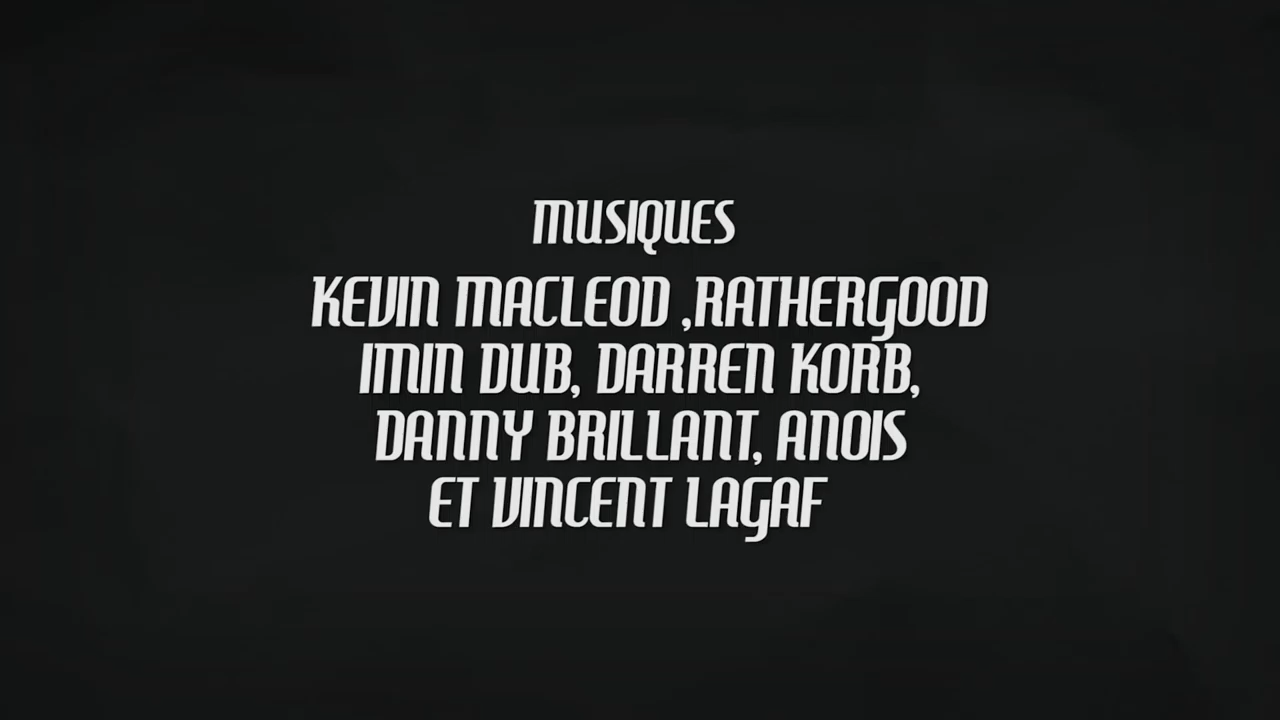 MUSIQUES
KEVIN MACLEOD ,RATHERGOOD
IMIN DUB, DARREN KORB,
DANNY BRILLANT, ANOIS
ET VINCENT LAGAF